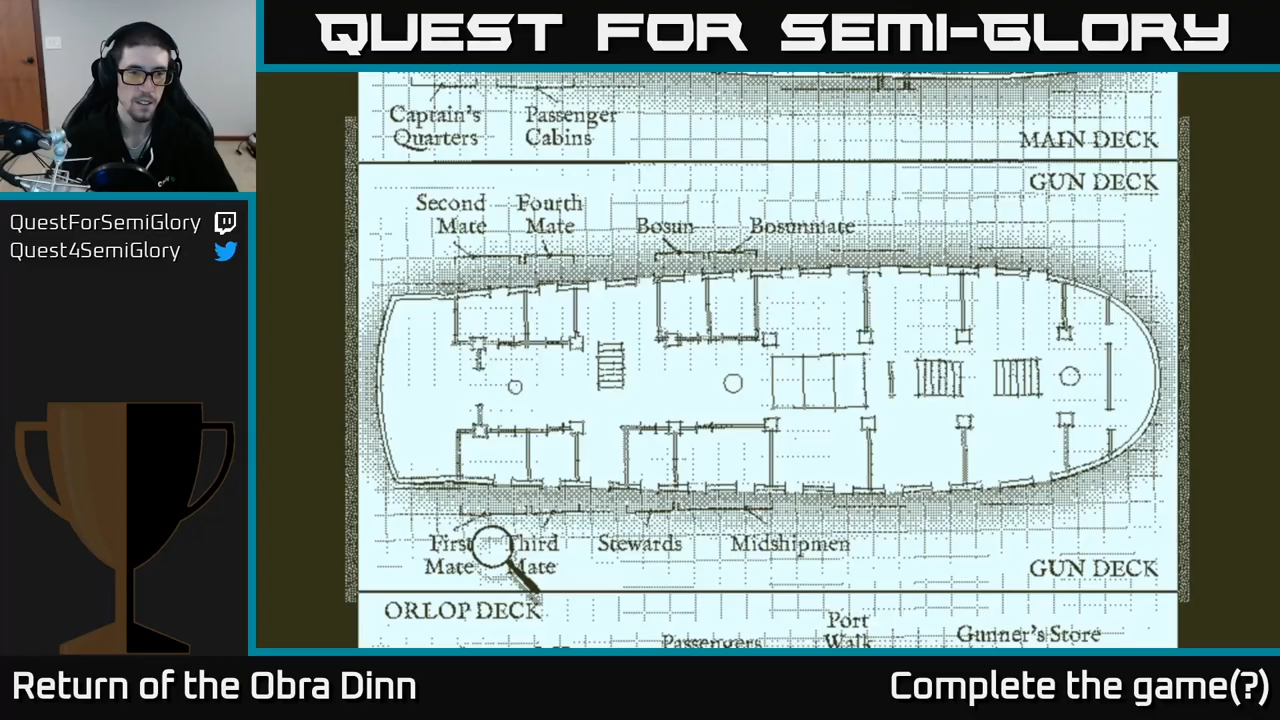 QUEST FOR SEMI-GLORY
QuestForSemiGlory
Quest4SemiGlory
Captain's Quarters
Passenger Cabins
MAIN DECK
GUN DECK
Second Mate
Fourth Mate
Bosun
Bosunmate
First Mate
Third Mate
Stewards
Midshipmen
GUN DECK
ORLOP DECK
Passengers
Port Walk
Gunner's Store
Return of the Obra Dinn
Complete the game(?)